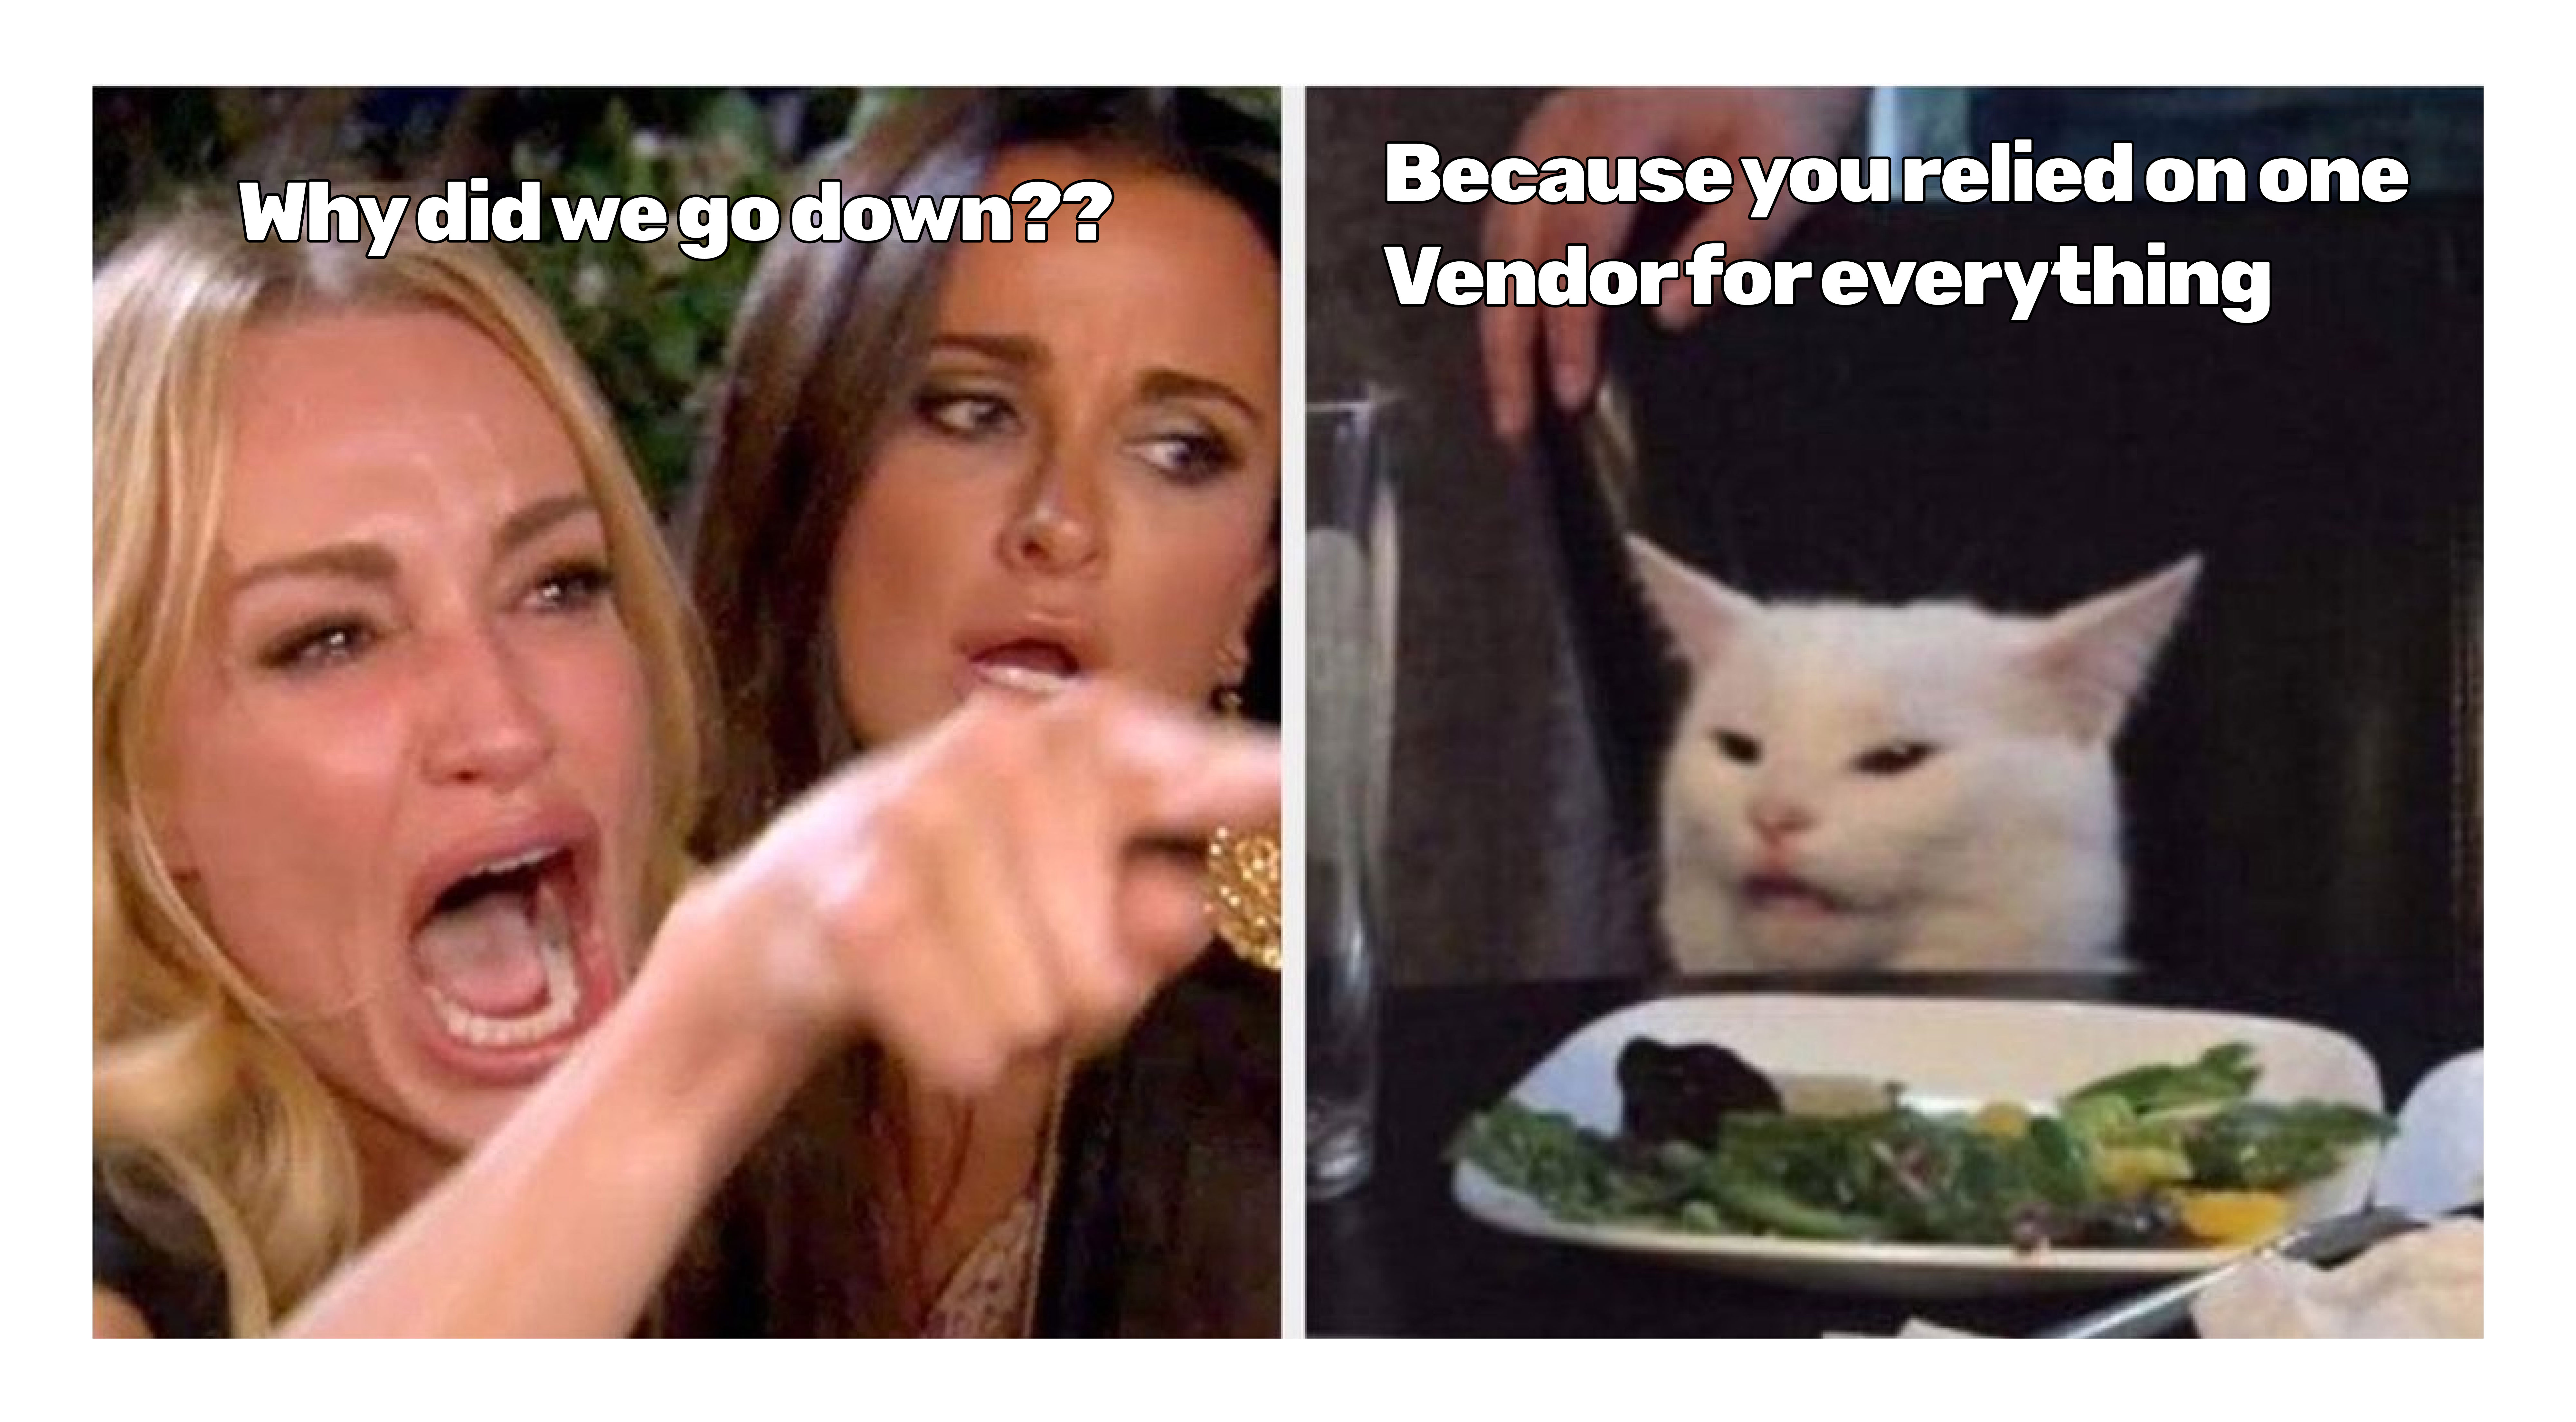 Why did we go down??
Because you relied on one
Vendor for everything